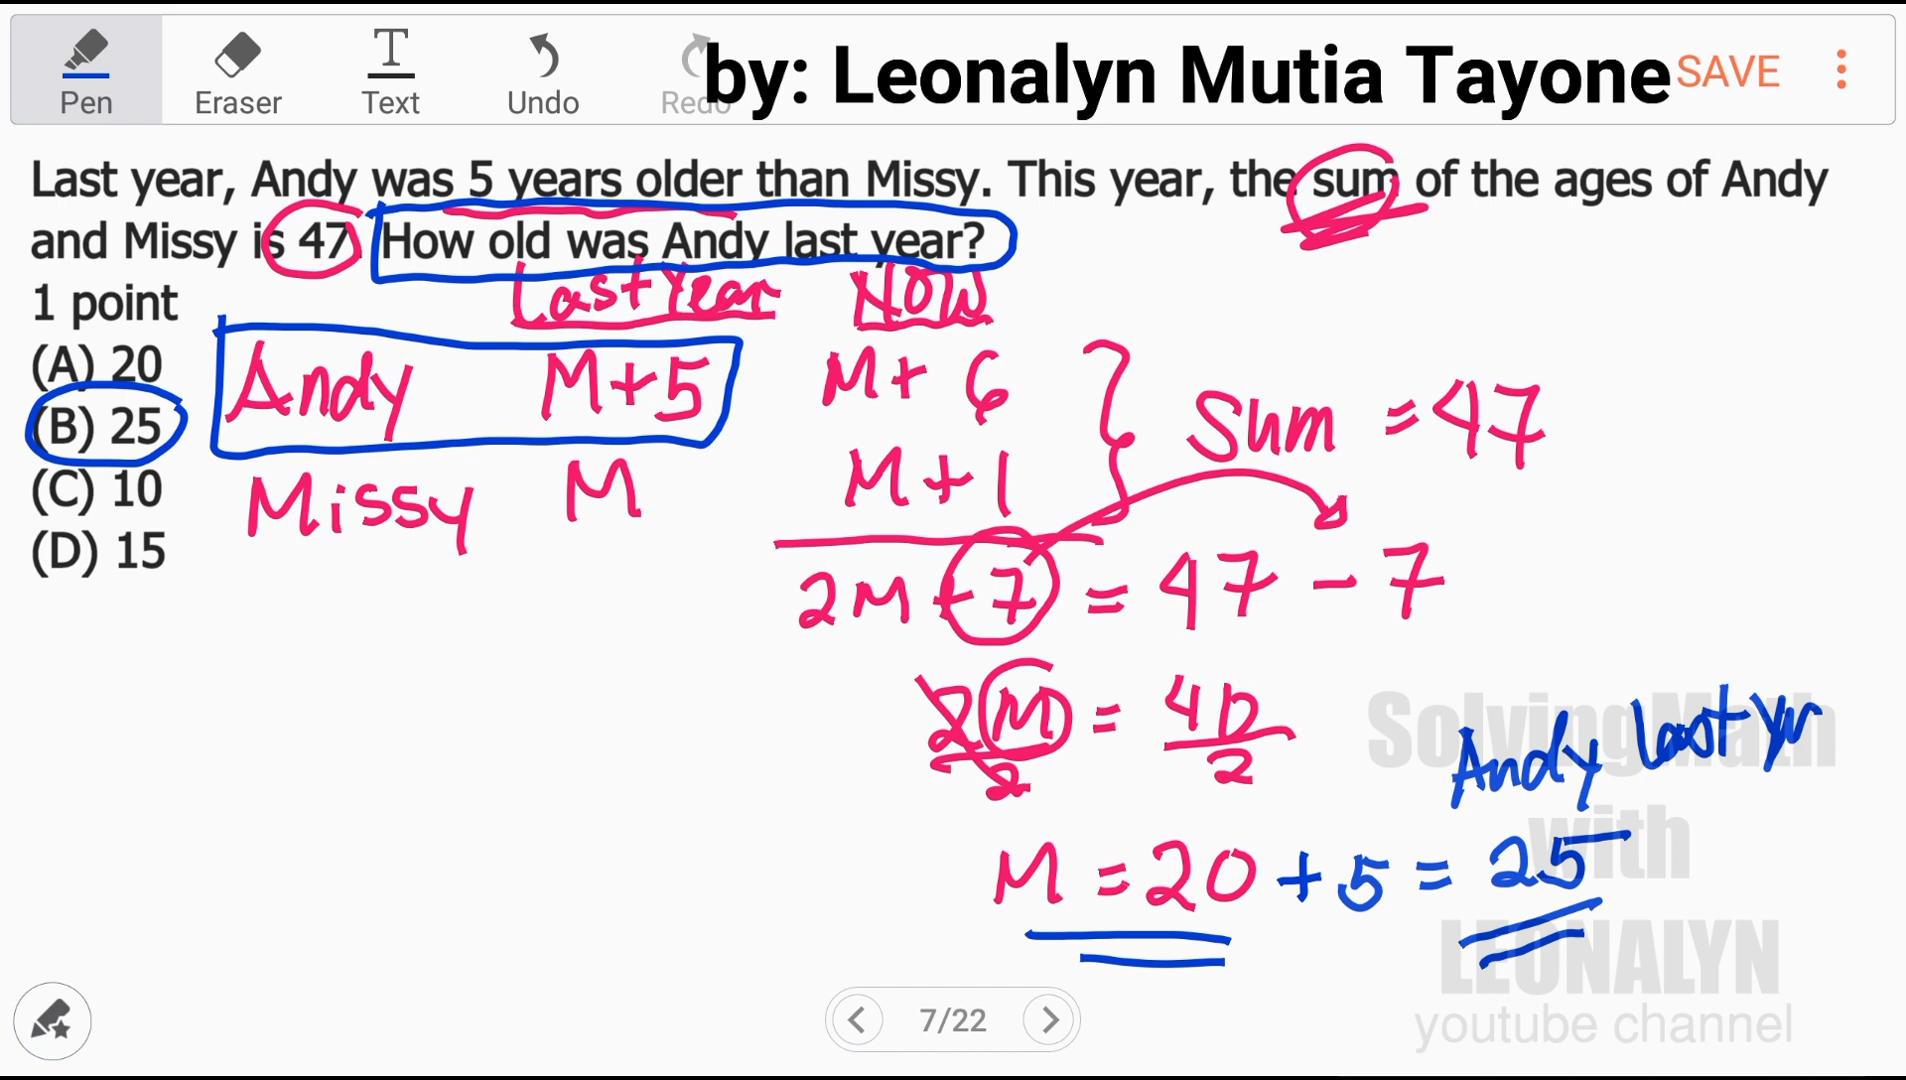 Pen Eraser Text Undo Redo by: Leonalyn Mutia Tayone SAVE
Last year, Andy was 5 years older than Missy. This year, the sum of the ages of Andy
and Missy is 47. How old was Andy last year?
1 point
Last Year Now
(A) 20
Andy M+5 M+ 6
(B) 25
Sum = 47
(C) 10
Missy M M+1
(D) 15
2M +7 = 47 - 7
2M = 40
2 2
SolvingMath
Andy last yr
with
M = 20 + 5 = 25
LEONALYN
youtube channel
7/22